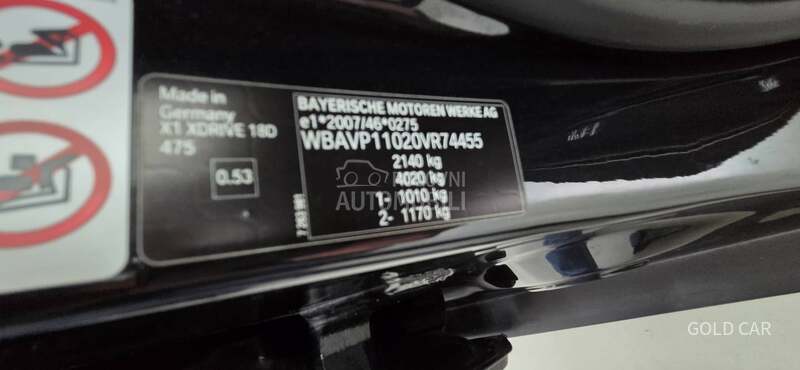 Made in
Germany
X1 XDRIVE 18D
475
0.53
BAYERISCHE MOTOREN WERKE AG
e1*2007/46*0275
WBAVP11020VR74455
2140 kg
4020 kg
1- 1010 kg
2- 1170 kg
AUTOMOBILI
GOLD CAR